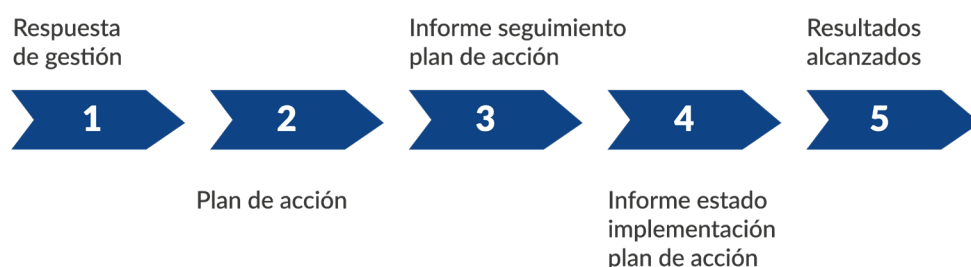 Respuesta
de gestión
Informe seguimiento
plan de acción
Resultados
alcanzados
1
2
3
4
5
Plan de acción
Informe estado
implementación
plan de acción